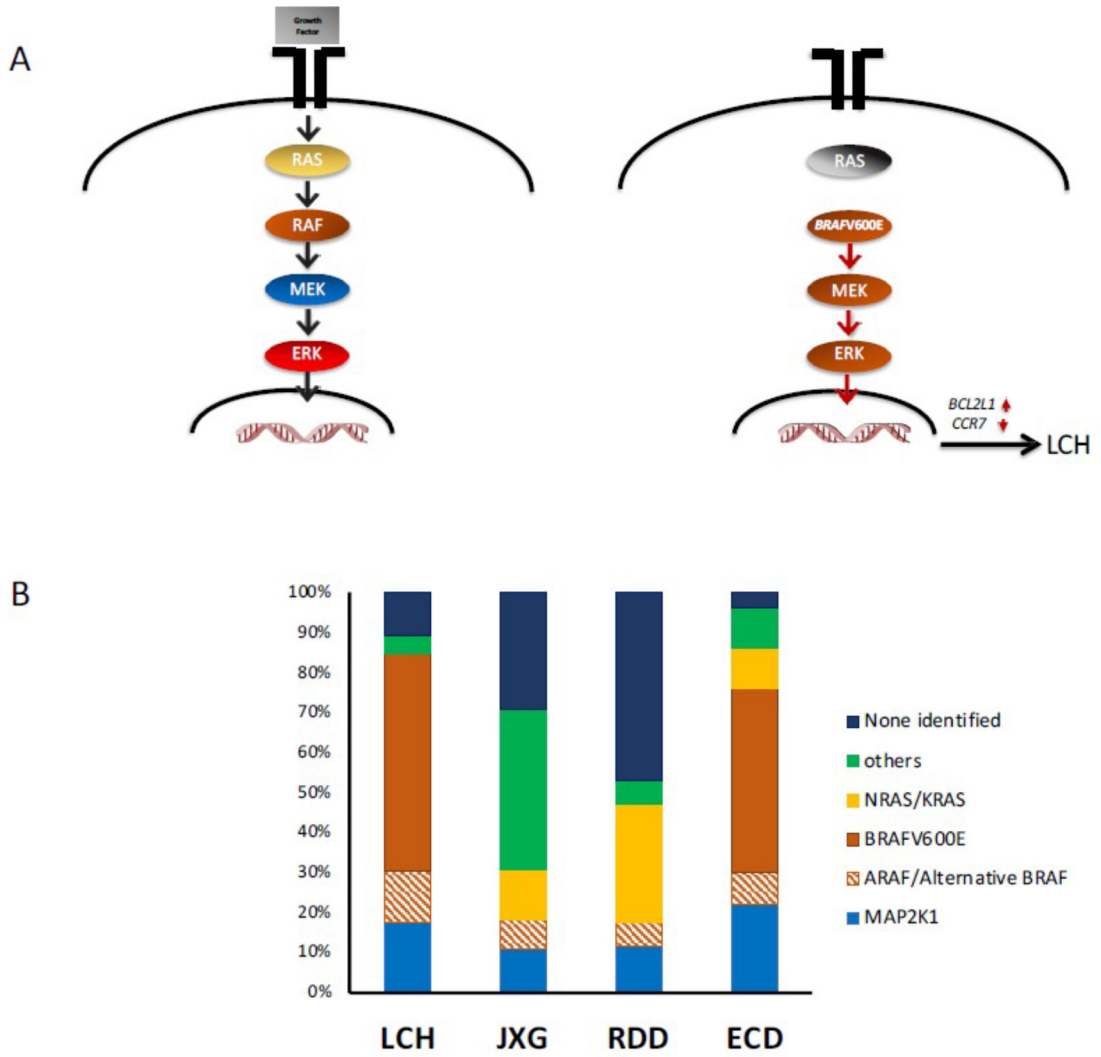 A
Growth
Factor
RAS
RAF
MEK
ERK
RAS
BRAFV600E
MEK
ERK
BCL2L1
CCR7
LCH
B
100%
90%
80%
70%
60%
50%
40%
30%
20%
10%
0%
LCH JXG RDD ECD
None identified
others
NRAS/KRAS
BRAFV600E
ARAF/Alternative BRAF
MAP2K1